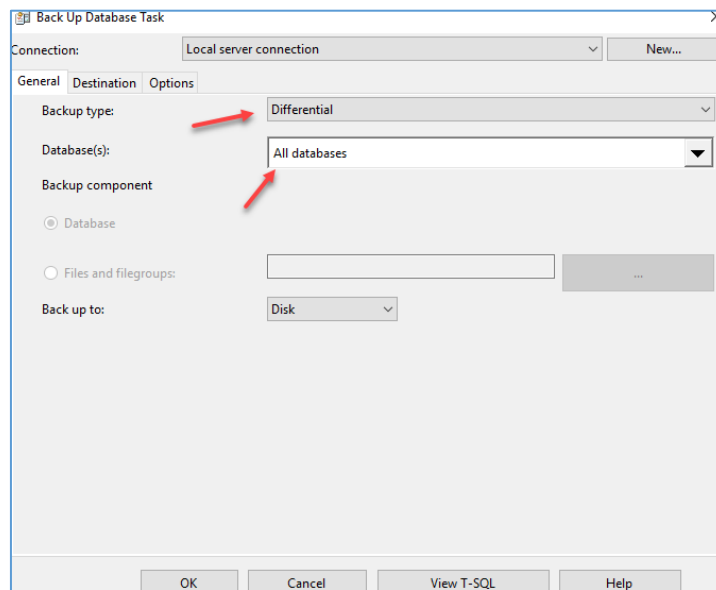 Back Up Database Task
Connection: Local server connection New...
General Destination Options
Backup type: Differential
Database(s): All databases
Backup component
Database
Files and filegroups: ...
Back up to: Disk
OK Cancel View T-SQL Help